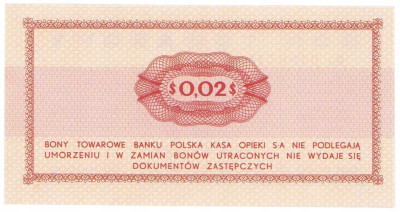 $0,02$
BONY TOWAROWE BANKU POLSKA KASA OPIEKI S·A NIE PODLEGAJĄ
UMORZENIU I W ZAMIAN BONÓW UTRACONYCH NIE WYDAJE SIĘ
DOKUMENTÓW ZASTĘPCZYCH